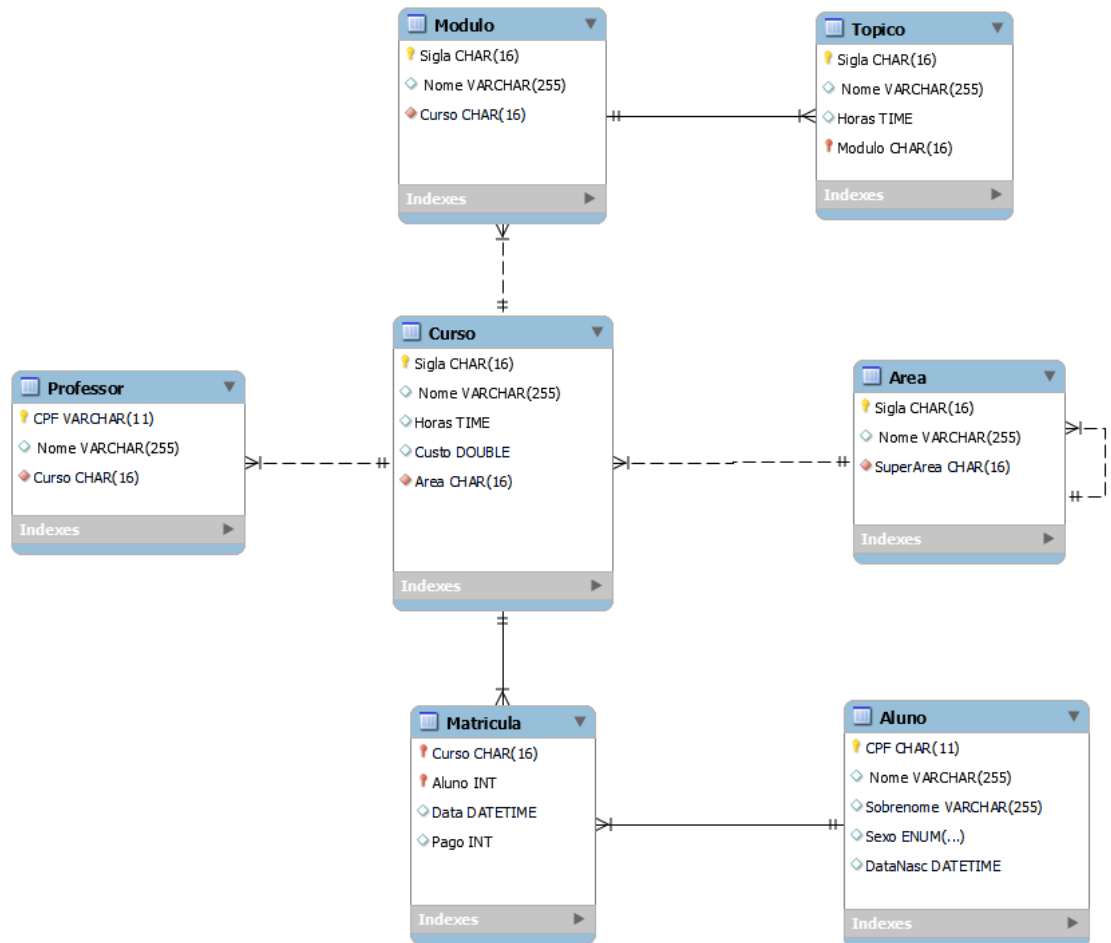 Modulo
Sigla CHAR(16)
Nome VARCHAR(255)
Curso CHAR(16)
Indexes
Topico
Sigla CHAR(16)
Nome VARCHAR(255)
Horas TIME
Modulo CHAR(16)
Indexes
Professor
CPF VARCHAR(11)
Nome VARCHAR(255)
Curso CHAR(16)
Indexes
Curso
Sigla CHAR(16)
Nome VARCHAR(255)
Horas TIME
Custo DOUBLE
Area CHAR(16)
Indexes
Area
Sigla CHAR(16)
Nome VARCHAR(255)
SuperArea CHAR(16)
Indexes
Matricula
Curso CHAR(16)
Aluno INT
Data DATETIME
Pago INT
Indexes
Aluno
CPF CHAR(11)
Nome VARCHAR(255)
Sobrenome VARCHAR(255)
Sexo ENUM(...)
DataNasc DATETIME
Indexes